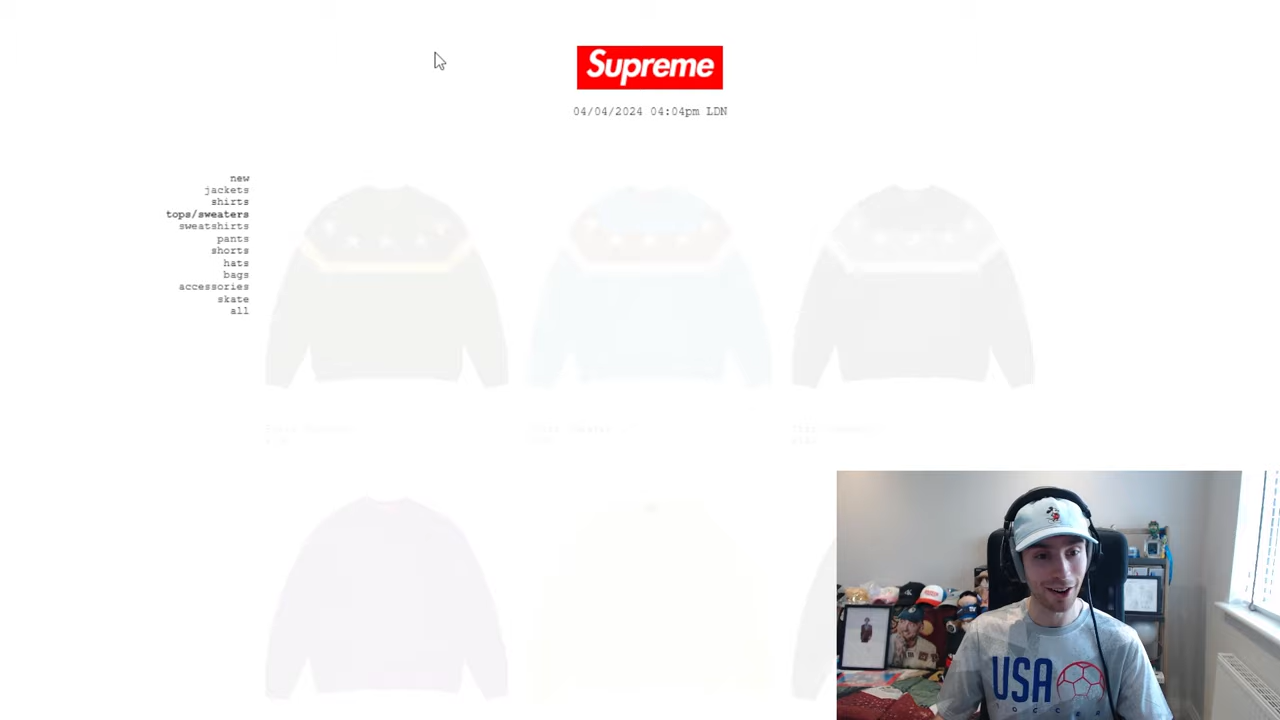 Supreme
04/04/2024 04:04pm LDN
new
jackets
shirts
tops/sweaters
sweatshirts
pants
shorts
hats
bags
accessories
skate
all
USA
SOCCER